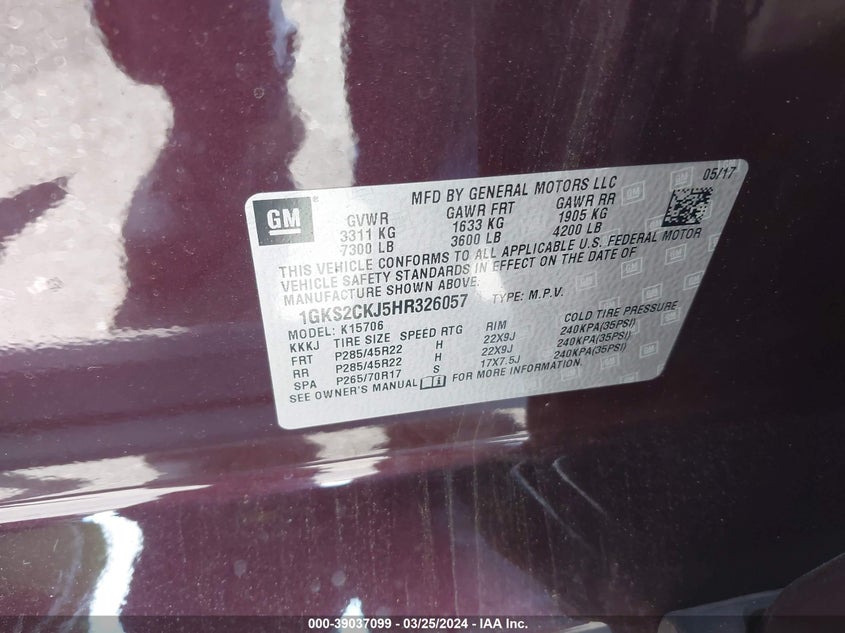 MFD BY GENERAL MOTORS LLC 05/17
GM ®
GVWR GAWR FRT GAWR RR
3311 KG 1633 KG 1905 KG
7300 LB 3600 LB 4200 LB
THIS VEHICLE CONFORMS TO ALL APPLICABLE U.S. FEDERAL MOTOR
VEHICLE SAFETY STANDARDS IN EFFECT ON THE DATE OF
MANUFACTURE SHOWN ABOVE.
1GKS2CKJ5HR326057 TYPE: M.P.V.
MODEL: K15706
KKKJ TIRE SIZE SPEED RTG RIM COLD TIRE PRESSURE
FRT P285/45R22 H 22X9J 240KPA(35PSI)
RR P285/45R22 H 22X9J 240KPA(35PSI)
SPA P265/70R17 S 17X7.5J 240KPA(35PSI)
SEE OWNER'S MANUAL FOR MORE INFORMATION.
000-39037099 — 03/25/2024 — IAA Inc.